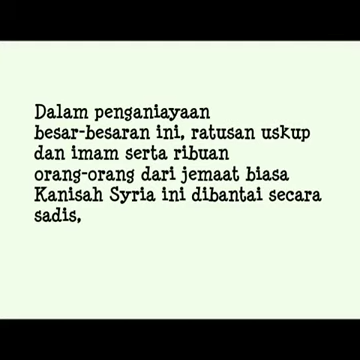 Dalam penganiayaan
besar-besaran ini, ratusan uskup
dan imam serta ribuan
orang-orang dari jemaat biasa
Kanisah Syria ini dibantai secara
sadis,